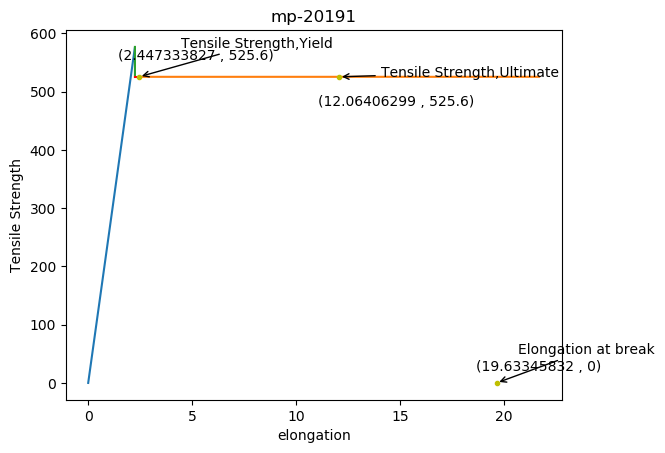 mp-20191
Tensile Strength,Yield
(2.447333827 , 525.6)
Tensile Strength,Ultimate
(12.06406299 , 525.6)
Elongation at break
(19.63345832 , 0)
600
500
400
300
200
100
0
Tensile Strength
0 5 10 15 20
elongation